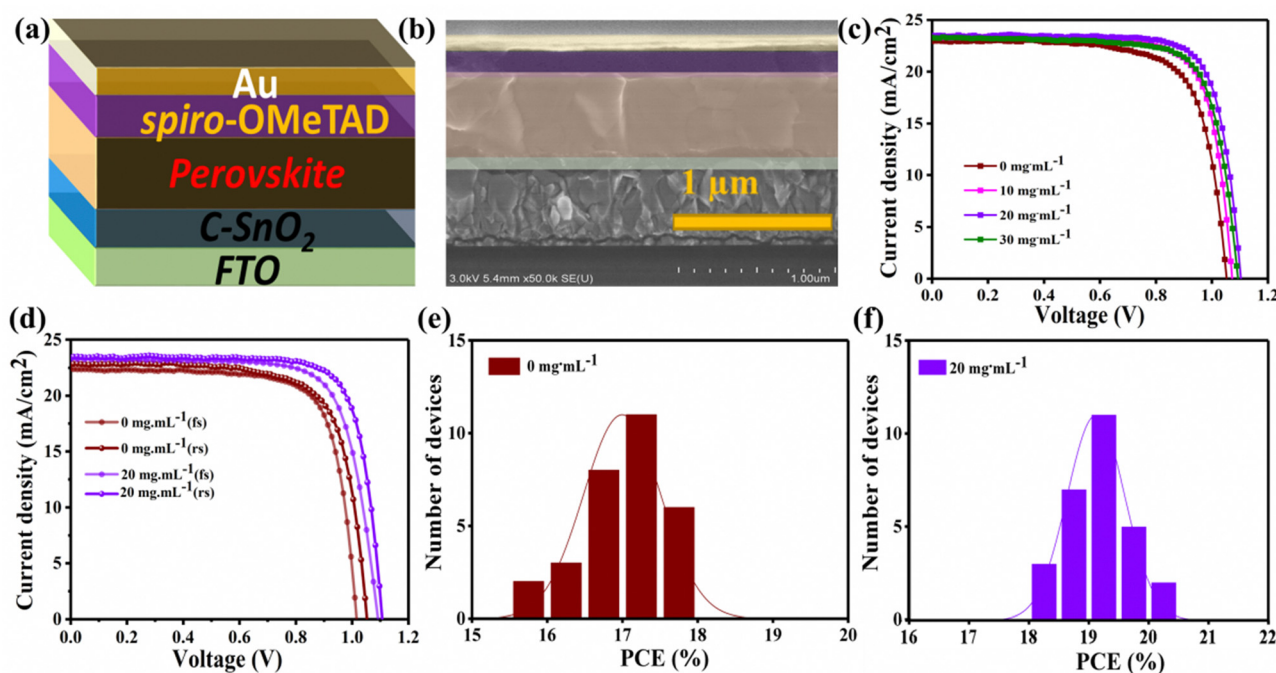 (a)
Au
spiro-OMeTAD
Perovskite
C-SnO₂
FTO
(b)
1 µm
3.0kV 5.4mm x50.0k SE(U)
1.00um
(c)
Current density (mA/cm²)
25
20
15
10
5
0
0 mg·mL⁻¹
10 mg·mL⁻¹
20 mg·mL⁻¹
30 mg·mL⁻¹
0.0 0.2 0.4 0.6 0.8 1.0 1.2
Voltage (V)
(d)
Current density (mA/cm²)
25
20
15
10
5
0
0 mg.mL⁻¹(fs)
0 mg.mL⁻¹(rs)
20 mg.mL⁻¹(fs)
20 mg.mL⁻¹(rs)
0.0 0.2 0.4 0.6 0.8 1.0 1.2
Voltage (V)
(e)
Number of devices
15
10
5
0
0 mg·mL⁻¹
15 16 17 18 19 20
PCE (%)
(f)
Number of devices
15
10
5
0
20 mg·mL⁻¹
16 17 18 19 20 21 22
PCE (%)